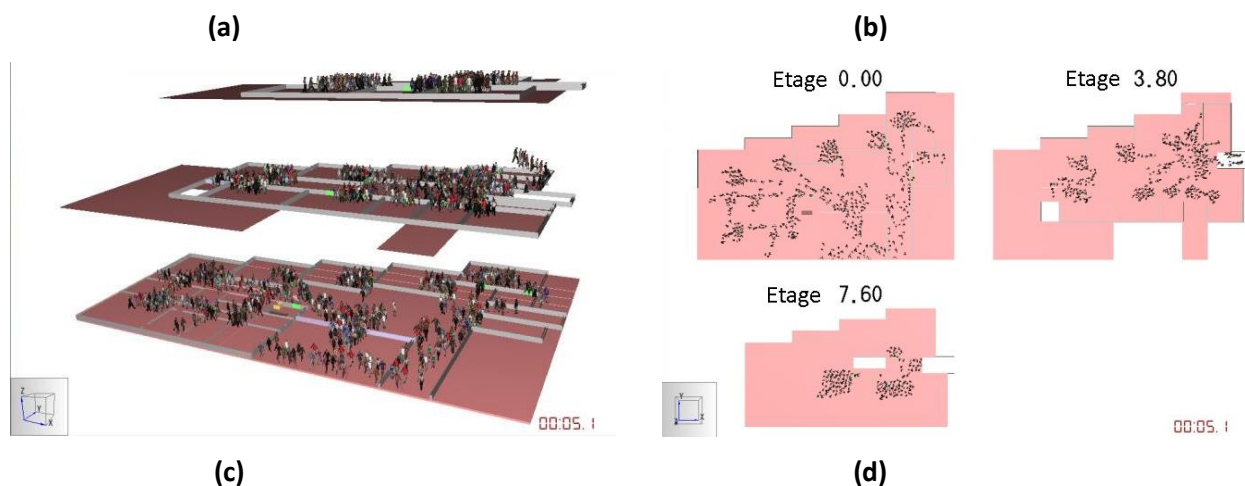 (a) (b)
Etage 0.00 Etage 3.80
Etage 7.60
Z Y X
Y X
00:05.1 00:05.1
(c) (d)